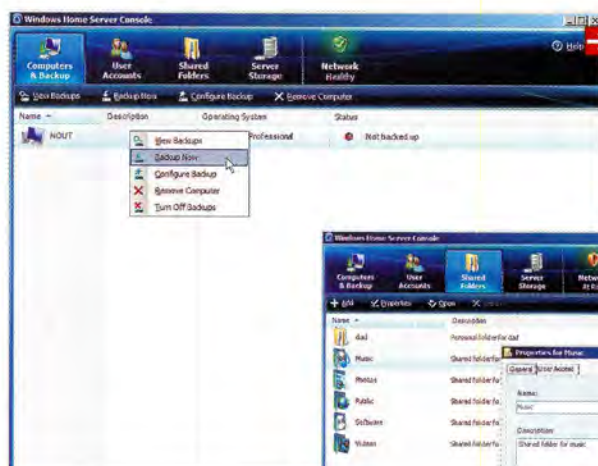 Windows Home Server Console
Computers & Backup
User Accounts
Shared Folders
Server Storage
Network Healthy
Help
View Backups
Backup Now
Configure Backup
Remove Computer
Name
Description
Operating System
Status
NOUT
Professional
Not backed up
View Backups
Backup Now
Configure Backup
Remove Computer
Turn Off Backups
Windows Home Server Console
Computers & Backup
User Accounts
Shared Folders
Server Storage
Add
Properties
Open
Name
Description
dad
Personal folder for dad
Music
Shared folder for
Photos
Shared folder fo
Public
Shared folder fo
Software
Shared folder fo
Videos
Shared folder fo
Properties for Music
General
User Access
Name:
Music
Description:
Shared folder for music